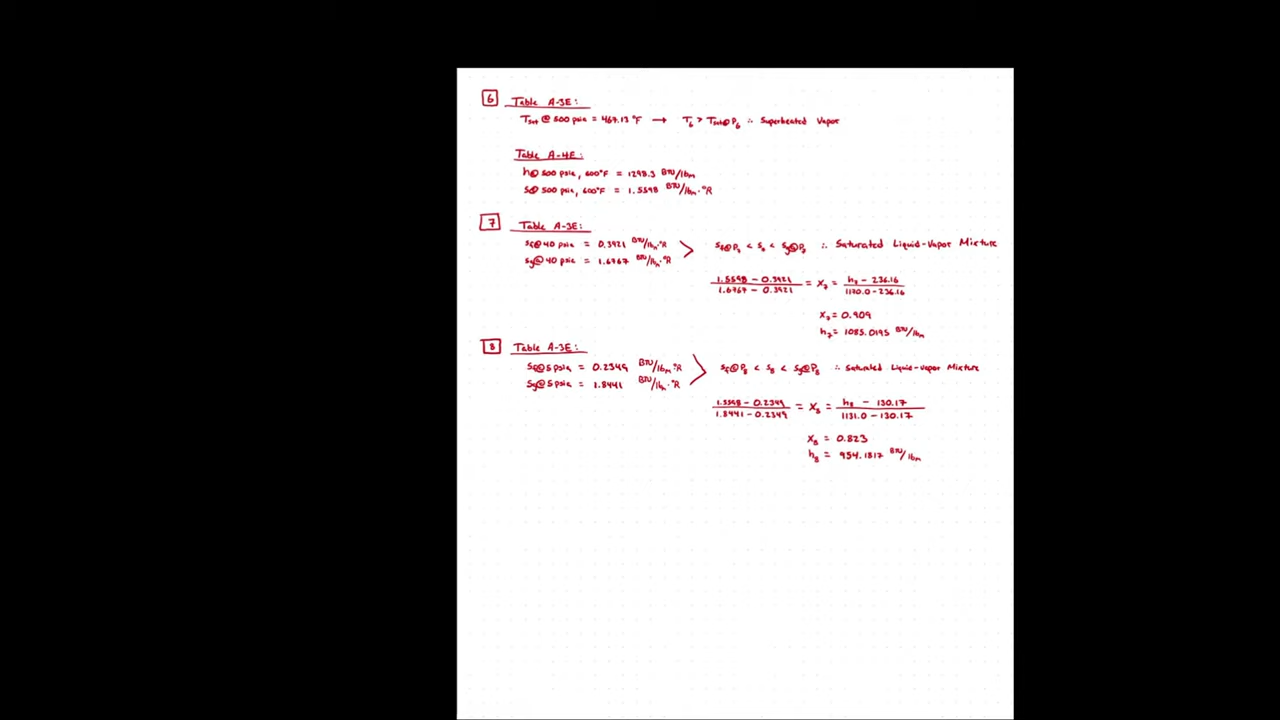 6 Table A-3E:
Tsat @ 500 psia = 467.13 °F → T6 > Tsat@P6 ∴ Superheated Vapor
Table A-4E:
h@ 500 psia, 600°F = 1298.3 BTU/lbm
s@ 500 psia, 600°F = 1.5598 BTU/lbm·°R
7 Table A-3E:
sf@ 40 psia = 0.3921 BTU/lbm·°R > sf@P7 < s7 < sg@P7 ∴ Saturated Liquid-Vapor Mixture
sg@ 40 psia = 1.6767 BTU/lbm·°R
1.5598 - 0.3921 / 1.6767 - 0.3921 = x7 = h7 - 236.16 / 1170.0 - 236.16
x7 = 0.909
h7 = 1085.0195 BTU/lbm
8 Table A-3E:
sf@ 5 psia = 0.2349 BTU/lbm·°R > sf@P8 < s8 < sg@P8 ∴ Saturated Liquid-Vapor Mixture
sg@ 5 psia = 1.8441 BTU/lbm·°R
1.5598 - 0.2349 / 1.8441 - 0.2349 = x8 = h8 - 130.17 / 1131.0 - 130.17
x8 = 0.823
h8 = 954.1817 BTU/lbm